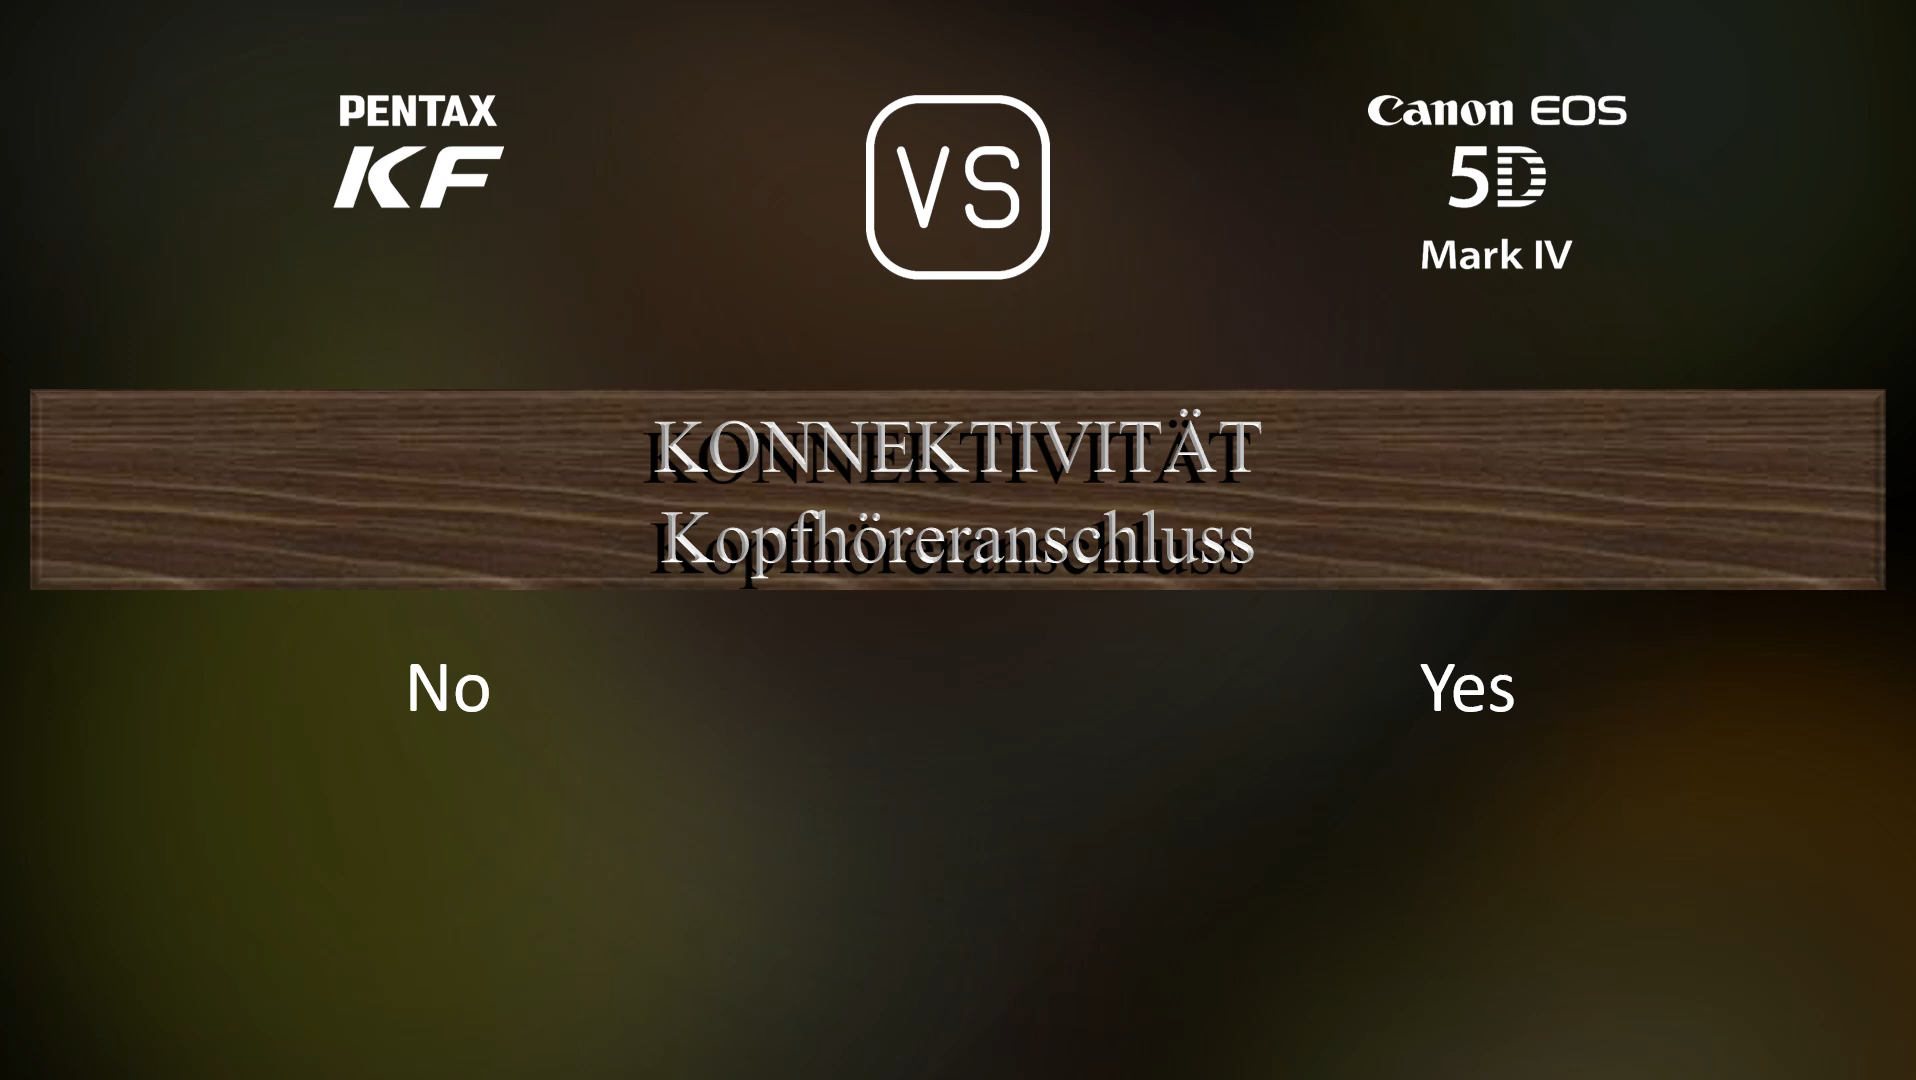 PENTAX
KF
VS
Canon EOS
5D
Mark IV
KONNEKTIVITÄT
Kopfhöreranschluss
No
Yes